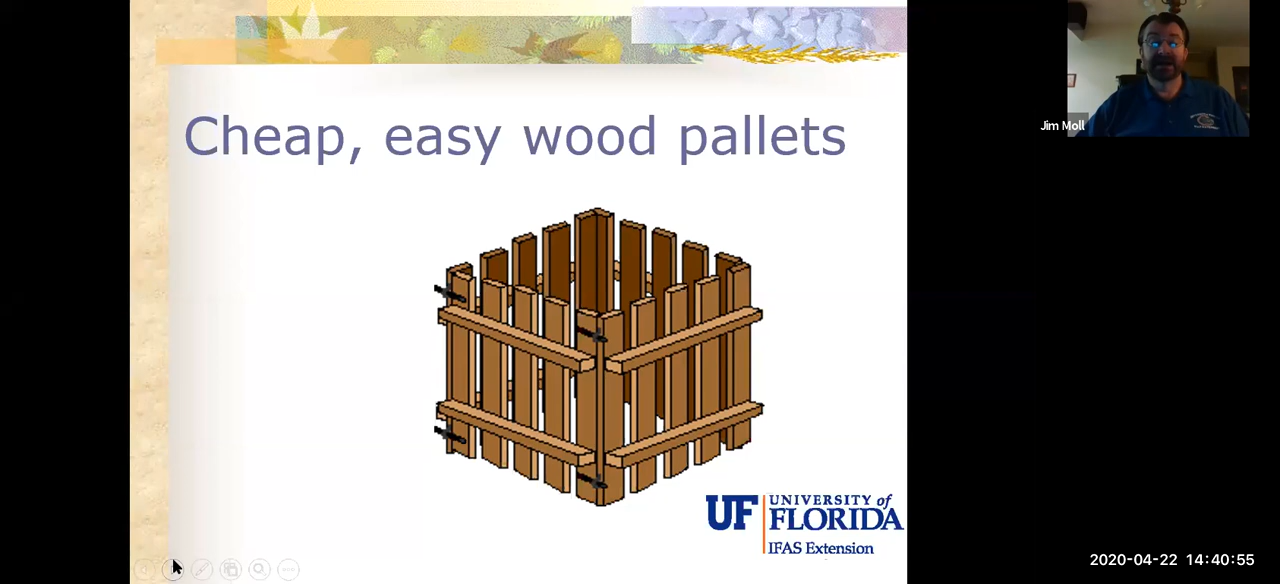 Cheap, easy wood pallets
Jim Moll
UF UNIVERSITY of
FLORIDA
IFAS Extension
2020-04-22 14:40:55